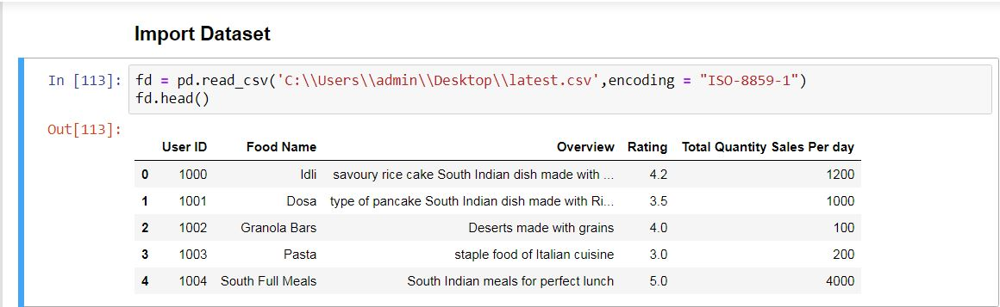 Import Dataset
In [113]: fd = pd.read_csv('C:\\Users\\admin\\Desktop\\latest.csv',encoding = "ISO-8859-1")
fd.head()
Out[113]:
User ID Food Name Overview Rating Total Quantity Sales Per day
0 1000 Idli savoury rice cake South Indian dish made with ... 4.2 1200
1 1001 Dosa type of pancake South Indian dish made with Ri... 3.5 1000
2 1002 Granola Bars Deserts made with grains 4.0 100
3 1003 Pasta staple food of Italian cuisine 3.0 200
4 1004 South Full Meals South Indian meals for perfect lunch 5.0 4000